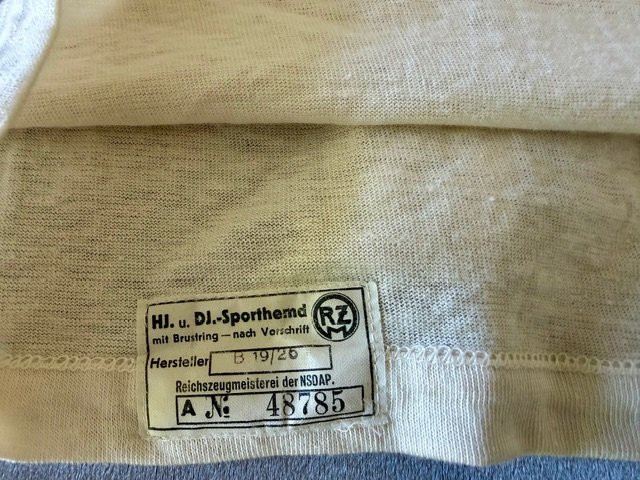 HJ. u. DJ.-Sporthemd
mit Brustring — nach Vorschrift
RZM
Hersteller B 19/26
Reichszeugmeisterei der NSDAP.
A № 48785